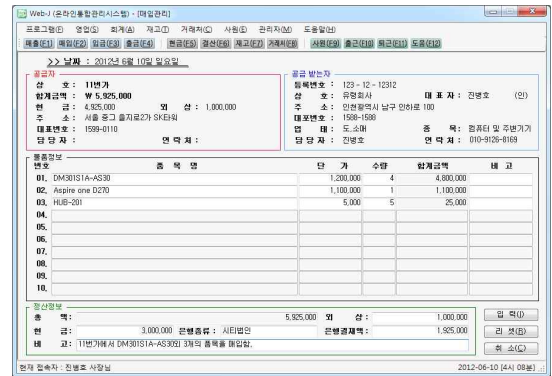 Web-J (온라인통합관리시스템) - [매입관리]
프로그램(F) 영업(S) 회계(A) 재고(T) 거래처(C) 사원(E) 관리자(M) 도움말(H)
매출(F1) 매입(F2) 입금(F3) 출금(F4) 현금(F5) 결산(F6) 재고(F7) 거래처(F8) 사원(F9) 출근(F10) 퇴근(F11) 도움(F12)
>> 날짜 : 2012년 6월 10일 일요일
공급자
상 호 : 11번가
합계금액 : ₩ 5,925,000
현 금 : 4,925,000 외 상 : 1,000,000
주 소 : 서울 중그 을지로2가 SK타워
대표번호 : 1599-0110
담 당 자 : 연 락 처 :
공급 받는자
등록번호 : 123 - 12 - 12312
상 호 : 유령회사 대 표 자 : 진병호 (인)
주 소 : 인천광역시 남구 인하로 100
대표번호 : 1588-1588
업 태 : 도.소매 종 목 : 컴퓨터 및 주변기기
담 당 자 : 진병호 연 락 처 : 010-9126-8169
물품정보
번호 품 목 명 단 가 수량 합계금액 비 고
01. DM301S1A-AS30 1,200,000 4 4,800,000
02. Aspire one D270 1,100,000 1 1,100,000
03. HUB-201 5,000 5 25,000
04.
05.
06.
07.
08.
09.
10.
정산정보
총 액 : 5,925,000 외 상 : 1,000,000
현 금 : 3,000,000 은행종류 : 시티법인 은행결재액 : 1,925,000
비 고 : 11번가에서 DM301S1A-AS30외 3개의 품목을 매입함.
입 력(I)
리 셋(R)
취 소(C)
현재 접속자 : 진병호 사장님 2012-06-10 [4시 08분]